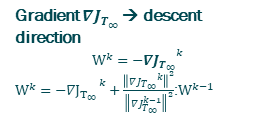 Gradient ∇J_T∞ → descent
direction
W^k = −∇J_T∞^k
W^k = −∇J_T∞^k + ‖∇J_T∞^k‖² / ‖∇J_T∞^k−1‖² :W^k−1